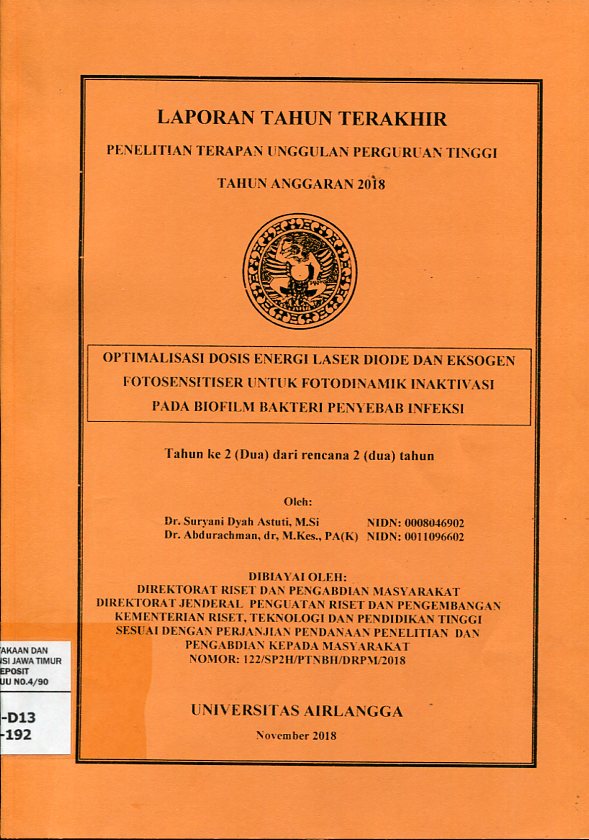 LAPORAN TAHUN TERAKHIR
PENELITIAN TERAPAN UNGGULAN PERGURUAN TINGGI
TAHUN ANGGARAN 2018
OPTIMALISASI DOSIS ENERGI LASER DIODE DAN EKSOGEN
FOTOSENSITISER UNTUK FOTODINAMIK INAKTIVASI
PADA BIOFILM BAKTERI PENYEBAB INFEKSI
Tahun ke 2 (Dua) dari rencana 2 (dua) tahun
Oleh:
Dr. Suryani Dyah Astuti, M.Si NIDN: 0008046902
Dr. Abdurachman, dr, M.Kes., PA(K) NIDN: 0011096602
DIBIAYAI OLEH:
DIREKTORAT RISET DAN PENGABDIAN MASYARAKAT
DIREKTORAT JENDERAL PENGUATAN RISET DAN PENGEMBANGAN
KEMENTERIAN RISET, TEKNOLOGI DAN PENDIDIKAN TINGGI
SESUAI DENGAN PERJANJIAN PENDANAAN PENELITIAN DAN
PENGABDIAN KEPADA MASYARAKAT
NOMOR: 122/SP2H/PTNBH/DRPM/2018
UNIVERSITAS AIRLANGGA
November 2018
TAKAAN DAN
NSI JAWA TIMUR
EPOSIT
UU NO.4/90
-D13
-192